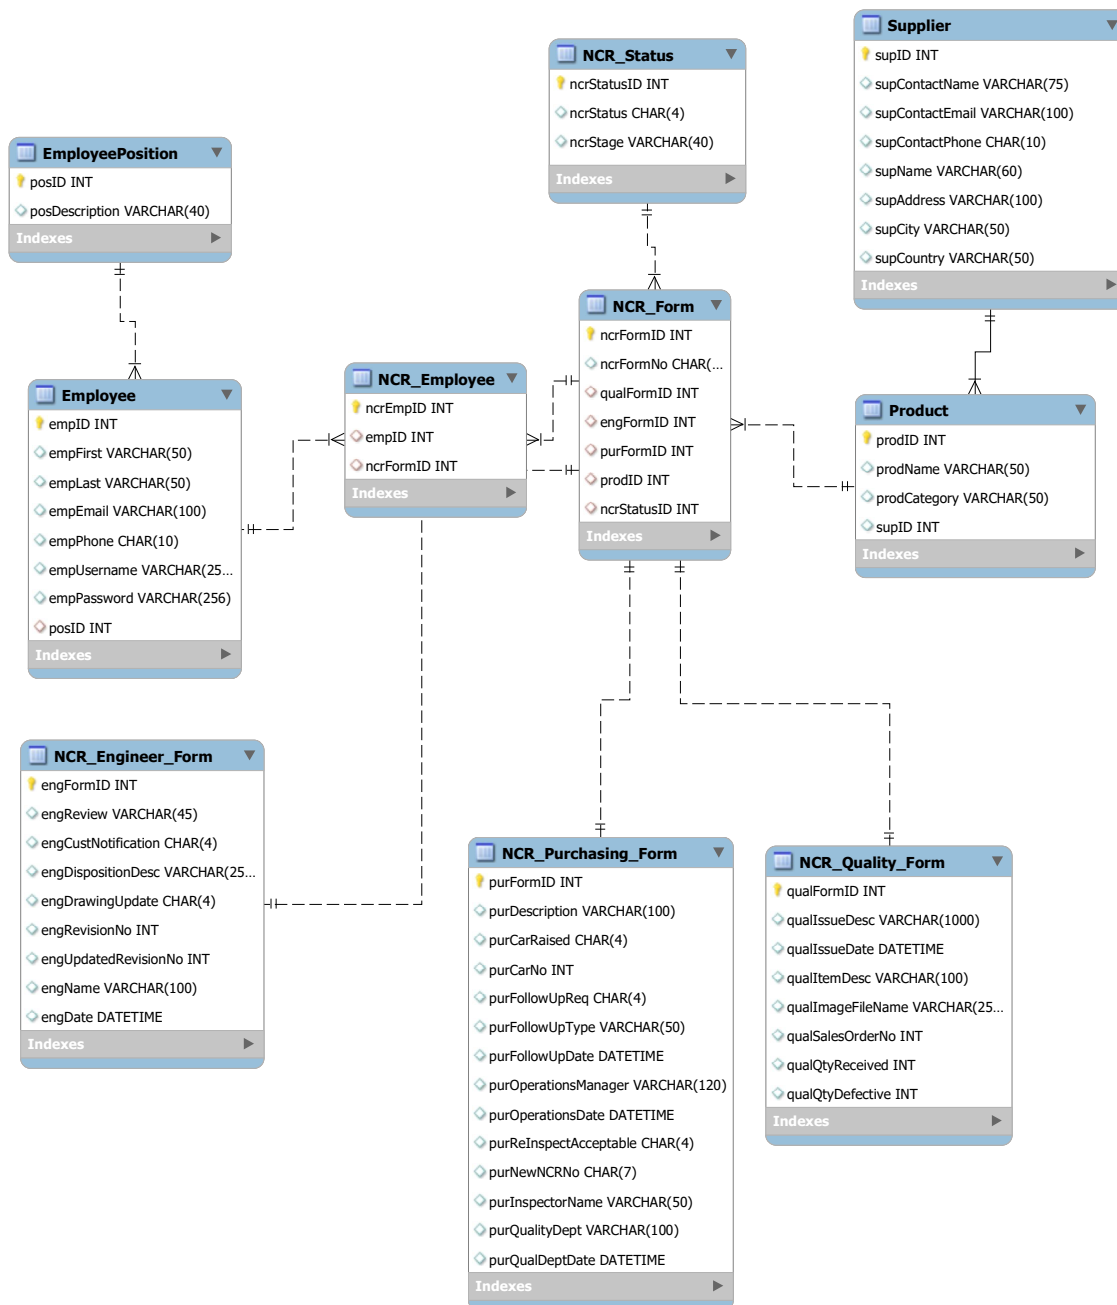 NCR_Status
ncrStatusID INT
ncrStatus CHAR(4)
ncrStage VARCHAR(40)
Indexes
Supplier
supID INT
supContactName VARCHAR(75)
supContactEmail VARCHAR(100)
supContactPhone CHAR(10)
supName VARCHAR(60)
supAddress VARCHAR(100)
supCity VARCHAR(50)
supCountry VARCHAR(50)
Indexes
EmployeePosition
posID INT
posDescription VARCHAR(40)
Indexes
NCR_Form
ncrFormID INT
ncrFormNo CHAR(...
qualFormID INT
engFormID INT
purFormID INT
prodID INT
ncrStatusID INT
Indexes
NCR_Employee
ncrEmpID INT
empID INT
ncrFormID INT
Indexes
Employee
empID INT
empFirst VARCHAR(50)
empLast VARCHAR(50)
empEmail VARCHAR(100)
empPhone CHAR(10)
empUsername VARCHAR(25...
empPassword VARCHAR(256)
posID INT
Indexes
Product
prodID INT
prodName VARCHAR(50)
prodCategory VARCHAR(50)
supID INT
Indexes
NCR_Engineer_Form
engFormID INT
engReview VARCHAR(45)
engCustNotification CHAR(4)
engDispositionDesc VARCHAR(25...
engDrawingUpdate CHAR(4)
engRevisionNo INT
engUpdatedRevisionNo INT
engName VARCHAR(100)
engDate DATETIME
Indexes
NCR_Purchasing_Form
purFormID INT
purDescription VARCHAR(100)
purCarRaised CHAR(4)
purCarNo INT
purFollowUpReq CHAR(4)
purFollowUpType VARCHAR(50)
purFollowUpDate DATETIME
purOperationsManager VARCHAR(120)
purOperationsDate DATETIME
purReInspectAcceptable CHAR(4)
purNewNCRNo CHAR(7)
purInspectorName VARCHAR(50)
purQualityDept VARCHAR(100)
purQualDeptDate DATETIME
Indexes
NCR_Quality_Form
qualFormID INT
qualIssueDesc VARCHAR(1000)
qualIssueDate DATETIME
qualItemDesc VARCHAR(100)
qualImageFileName VARCHAR(25...
qualSalesOrderNo INT
qualQtyReceived INT
qualQtyDefective INT
Indexes